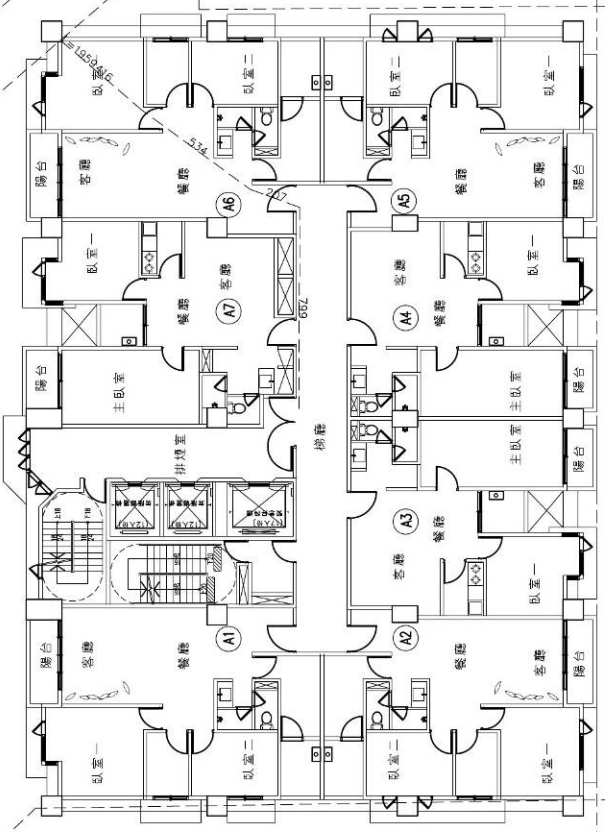 1959416
臥室一
臥室二
534
207
799
陽台
客廳
餐廳
A6
臥室二
臥室一
A5
餐廳
客廳
陽台
臥室一
餐廳
客廳
A7
陽台
主臥室
客廳
A4
餐廳
臥室一
主臥室
陽台
排煙室
梯廳
主臥室
陽台
A3
客廳
餐廳
臥室一
陽台
客廳
餐廳
A1
臥室一
臥室二
A2
餐廳
客廳
陽台
臥室二
臥室一